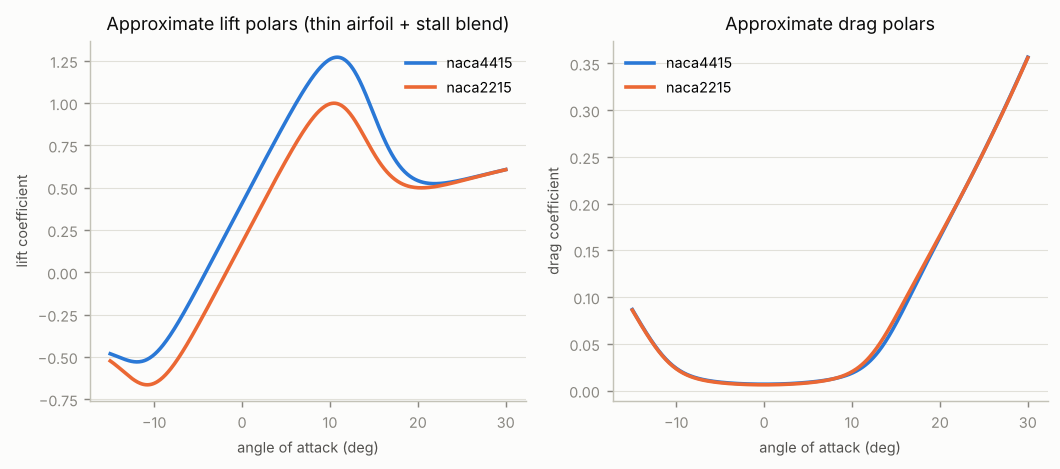 Approximate lift polars (thin airfoil + stall blend)
naca4415
naca2215
1.25
1.00
0.75
0.50
0.25
0.00
−0.25
−0.50
−0.75
lift coefficient
−10 0 10 20 30
angle of attack (deg)
Approximate drag polars
naca4415
naca2215
0.35
0.30
0.25
0.20
0.15
0.10
0.05
0.00
drag coefficient
−10 0 10 20 30
angle of attack (deg)